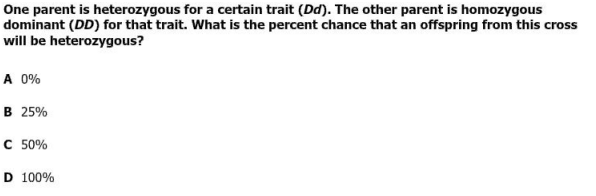 One parent is heterozygous for a certain trait (Dd). The other parent is homozygous
dominant (DD) for that trait. What is the percent chance that an offspring from this cross
will be heterozygous?
A 0%
B 25%
C 50%
D 100%